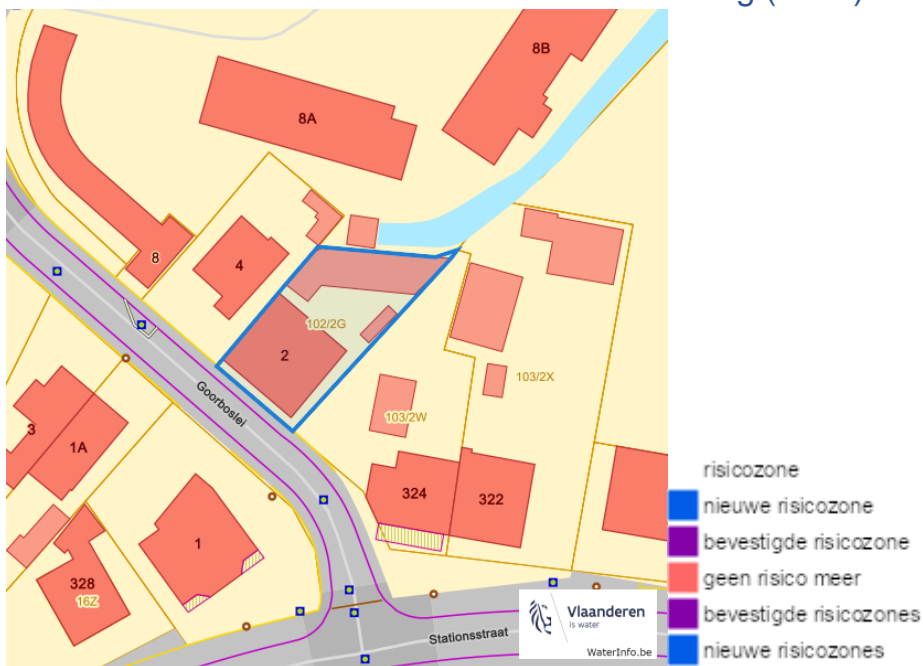 8B
8A
8
4
102/2G
2
103/2X
103/2W
Goorboslei
3
1A
324
322
1
328
16Z
Stationsstraat
Vlaanderen
is water
WaterInfo.be
risicozone
nieuwe risicozone
bevestigde risicozone
geen risico meer
bevestigde risicozones
nieuwe risicozones